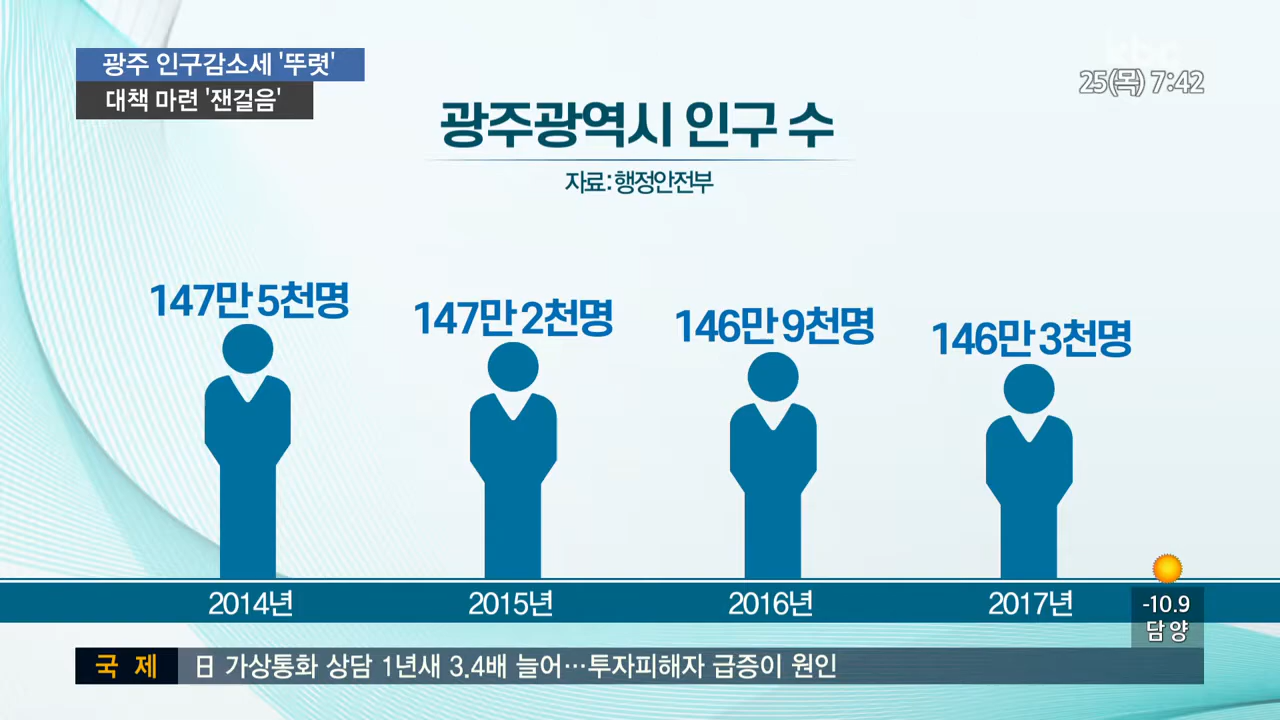 광주 인구감소세 '뚜렷'
대책 마련 '잰걸음'
kbc
25(목) 7:42
광주광역시 인구 수
자료:행정안전부
147만 5천명
147만 2천명
146만 9천명
146만 3천명
2014년
2015년
2016년
2017년
-10.9
담양
국 제
日 가상통화 상담 1년새 3.4배 늘어…투자피해자 급증이 원인